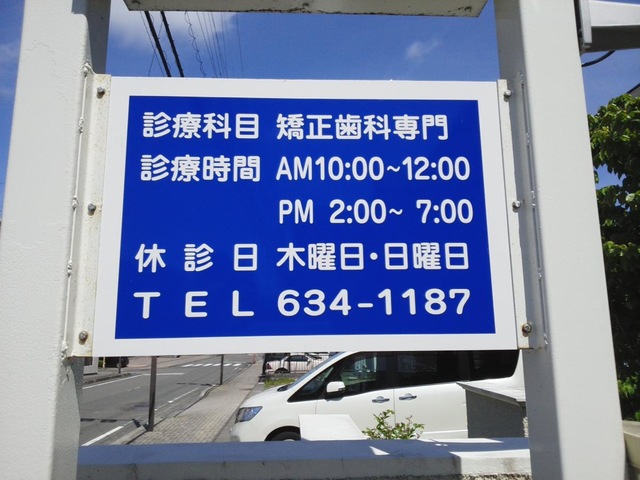 診療科目 矯正歯科専門
診療時間 AM10:00~12:00
PM 2:00~ 7:00
休診日 木曜日・日曜日
TEL 634-1187